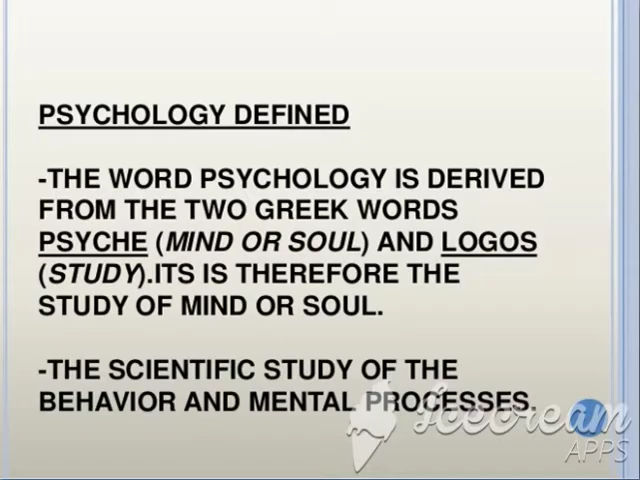 PSYCHOLOGY DEFINED
-THE WORD PSYCHOLOGY IS DERIVED
FROM THE TWO GREEK WORDS
PSYCHE (MIND OR SOUL) AND LOGOS
(STUDY).ITS IS THEREFORE THE
STUDY OF MIND OR SOUL.
-THE SCIENTIFIC STUDY OF THE
BEHAVIOR AND MENTAL PROCESSES.
Icecream
APPS